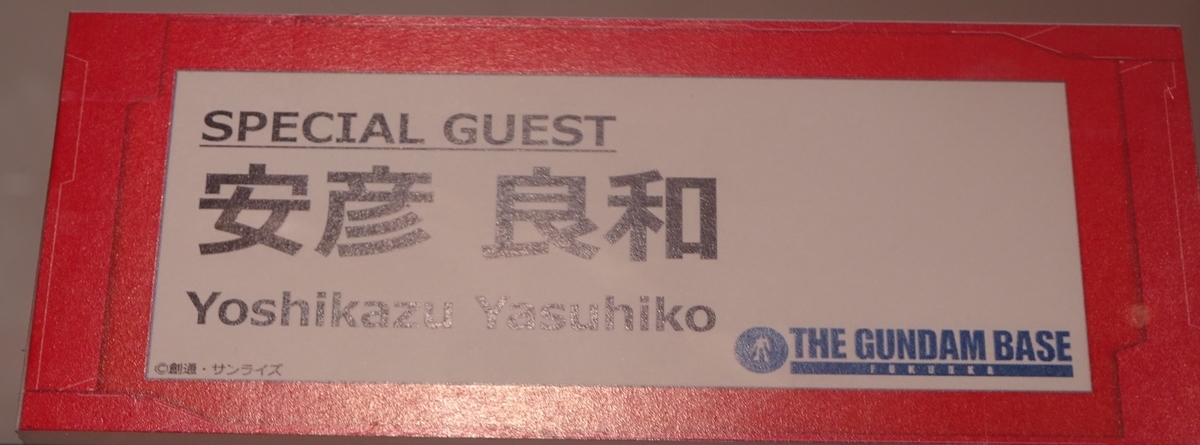 SPECIAL GUEST
安彦 良和
Yoshikazu Yasuhiko
THE GUNDAM BASE
FUKUOKA
©創通・サンライズ